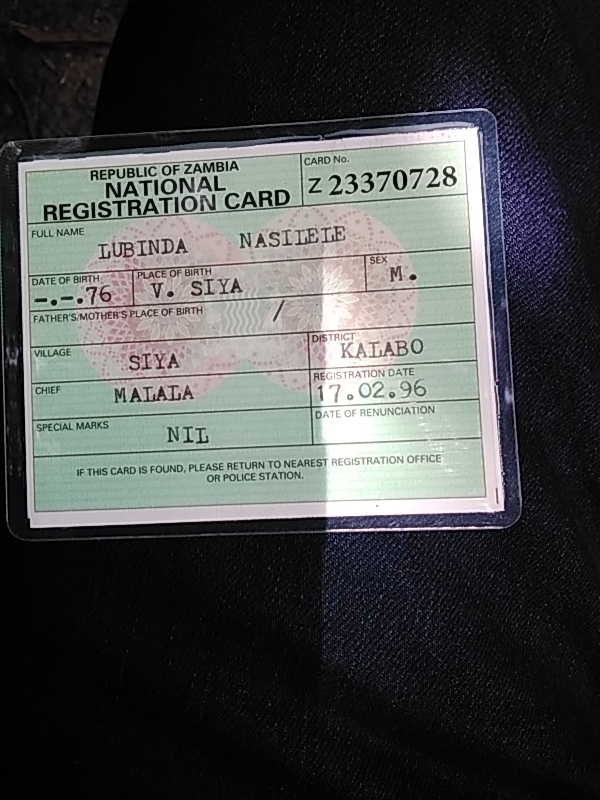 REPUBLIC OF ZAMBIA
NATIONAL
REGISTRATION CARD
CARD No.
Z 23370728
FULL NAME
LUBINDA NASILELE
DATE OF BIRTH
-.-.76
PLACE OF BIRTH
V. SIYA
SEX
M.
FATHER'S/MOTHER'S PLACE OF BIRTH
/
VILLAGE
SIYA
DISTRICT
KALABO
CHIEF
MALALA
REGISTRATION DATE
17.02.96
SPECIAL MARKS
NIL
DATE OF RENUNCIATION
IF THIS CARD IS FOUND, PLEASE RETURN TO NEAREST REGISTRATION OFFICE
OR POLICE STATION.